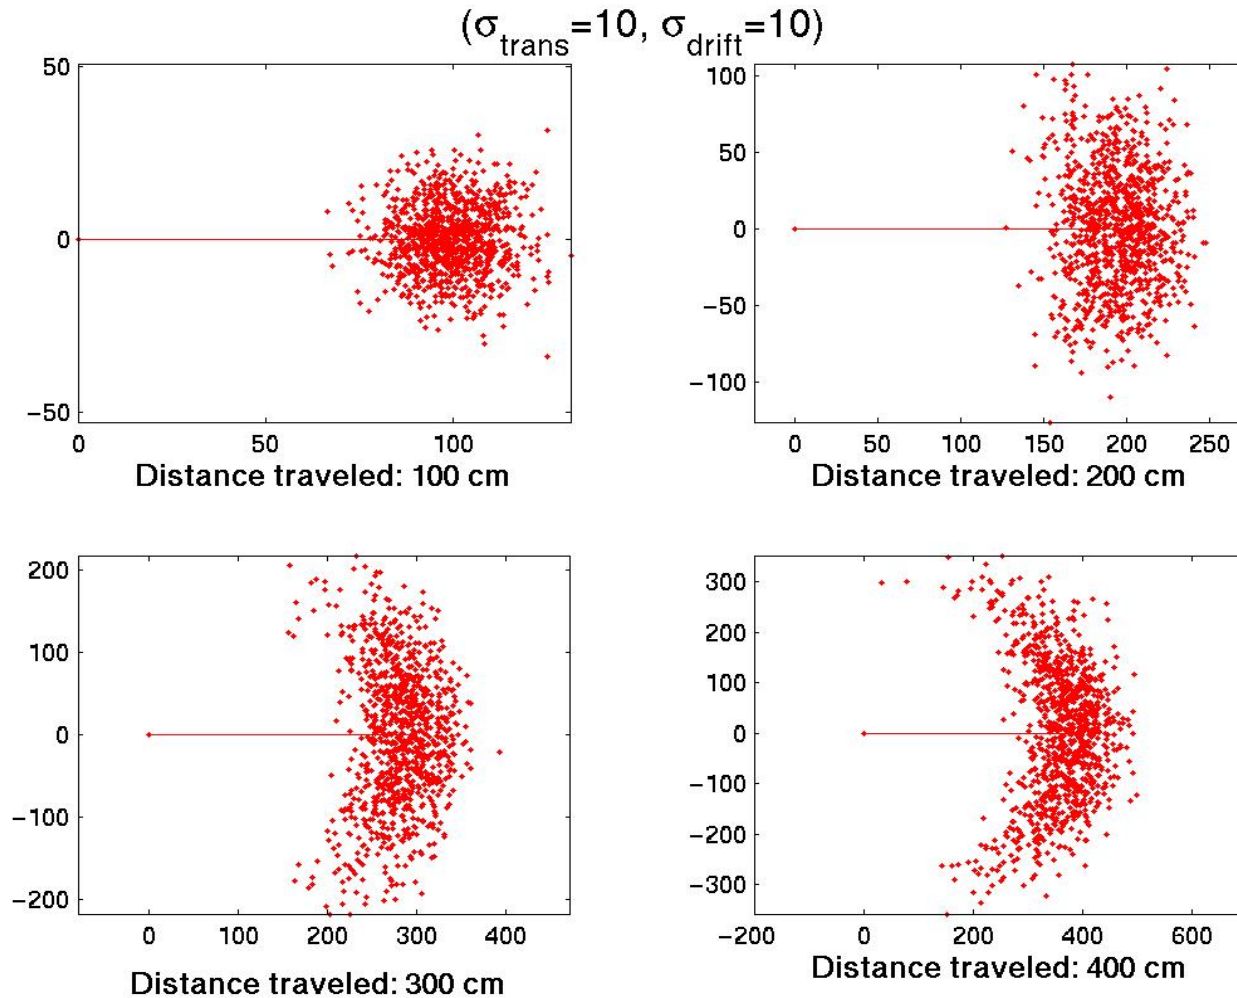 (σtrans=10, σdrift=10)
50
0
−50
0 50 100
Distance traveled: 100 cm
100
50
0
−50
−100
0 50 100 150 200 250
Distance traveled: 200 cm
200
100
0
−100
−200
0 100 200 300 400
Distance traveled: 300 cm
300
200
100
0
−100
−200
−300
−200 0 200 400 600
Distance traveled: 400 cm